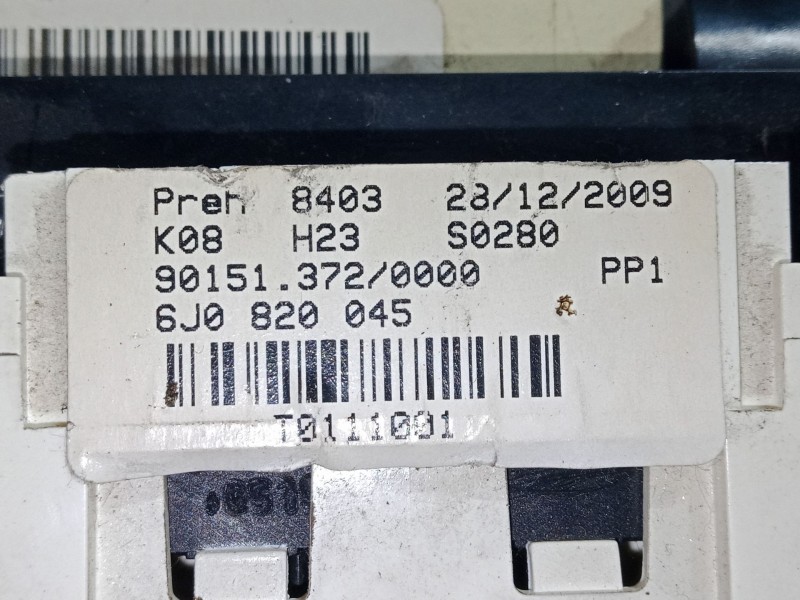 Preh 8403 28/12/2009
K08 H23 S0280
90151.372/0000 PP1
6J0 820 045
T0111001